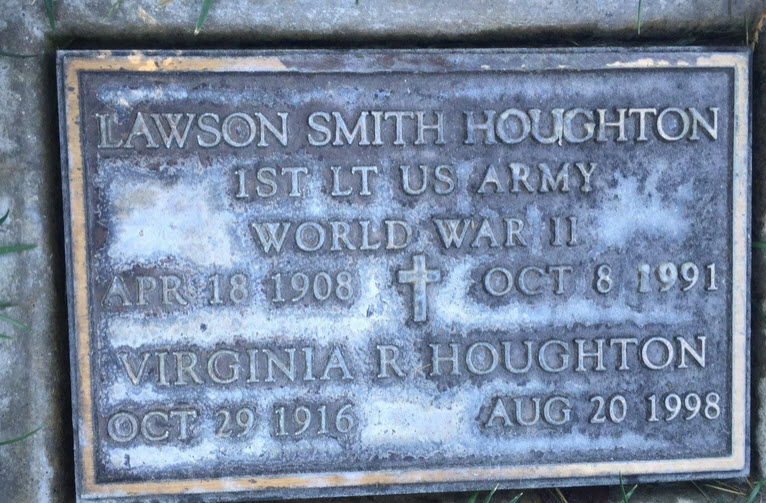 LAWSON SMITH HOUGHTON
1ST LT US ARMY
WORLD WAR II
APR 18 1908 OCT 8 1991
VIRGINIA R HOUGHTON
OCT 29 1916 AUG 20 1998